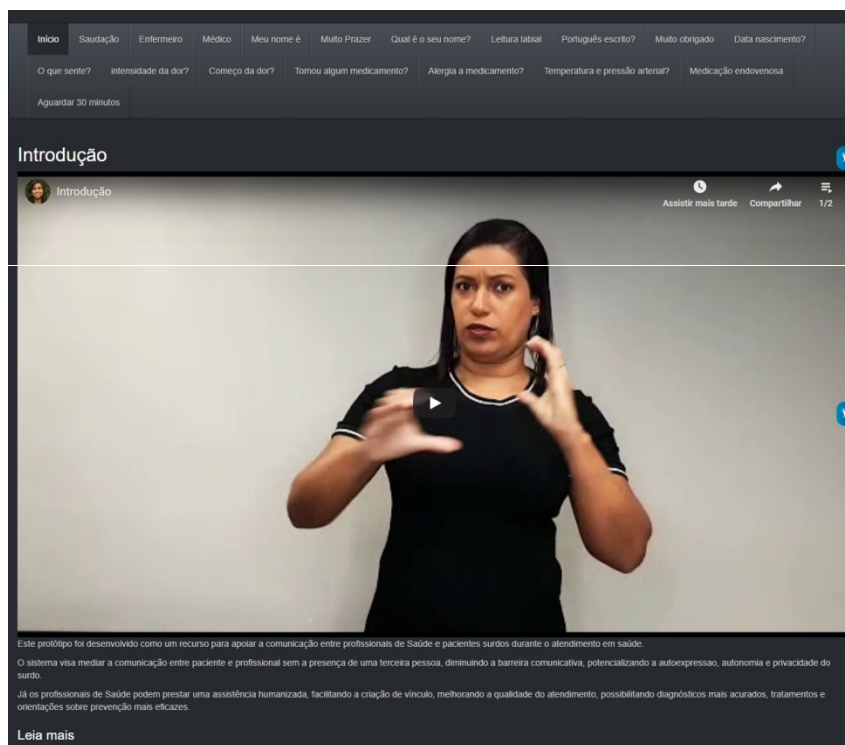 Início Saudação Enfermeiro Médico Meu nome é Muito Prazer Qual é o seu nome? Leitura labial Português escrito? Muito obrigado Data nascimento?
O que sente? intensidade da dor? Começo da dor? Tomou algum medicamento? Alergia a medicamento? Temperatura e pressão arterial? Medicação endovenosa
Aguardar 30 minutos
Introdução
Introdução
Assistir mais tarde Compartilhar 1/2
Este protótipo foi desenvolvido como um recurso para apoiar a comunicação entre profissionais de Saúde e pacientes surdos durante o atendimento em saúde.
O sistema visa mediar a comunicação entre paciente e profissional sem a presença de uma terceira pessoa, diminuindo a barreira comunicativa, potencializando a autoexpressao, autonomia e privacidade do
surdo.
Já os profissionais de Saúde podem prestar uma assistência humanizada, facilitando a criação de vínculo, melhorando a qualidade do atendimento, possibilitando diagnósticos mais acurados, tratamentos e
orientações sobre prevenção mais eficazes.
Leia mais